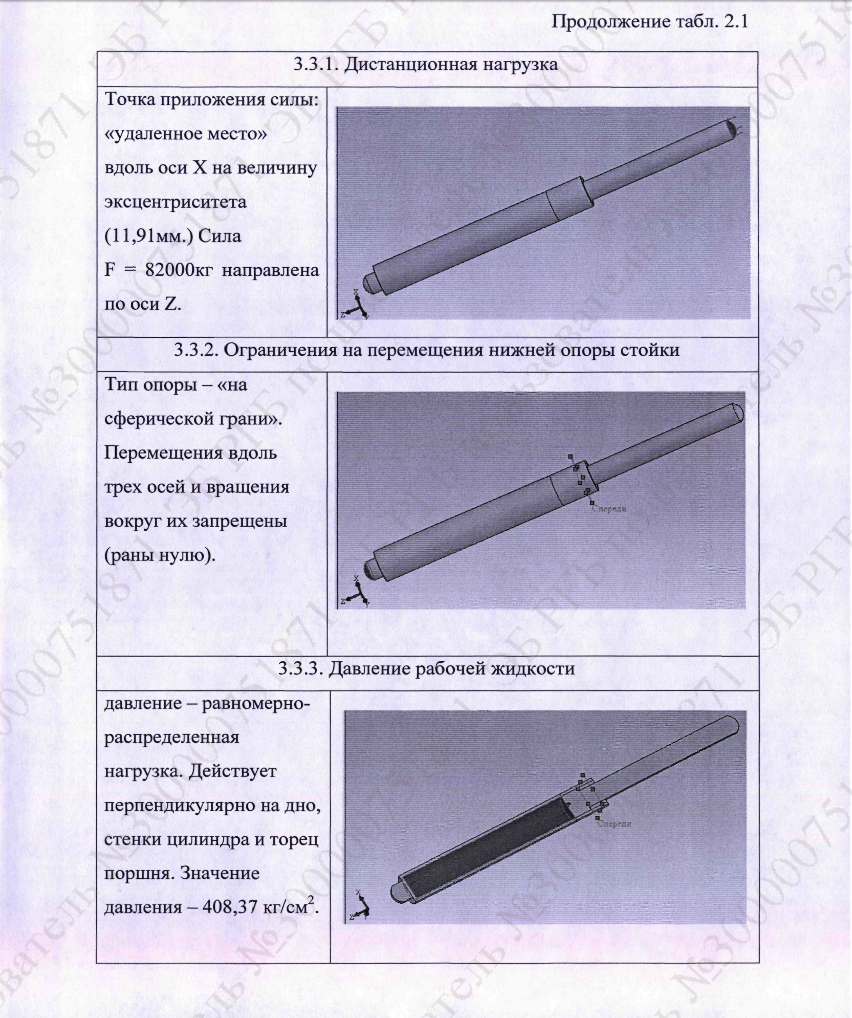 Продолжение табл. 2.1
3.3.1. Дистанционная нагрузка
Точка приложения силы:
«удаленное место»
вдоль оси X на величину
эксцентриситета
(11,91мм.) Сила
F = 82000кг направлена
по оси Z.
3.3.2. Ограничения на перемещения нижней опоры стойки
Тип опоры – «на
сферической грани».
Перемещения вдоль
трех осей и вращения
вокруг их запрещены
(раны нулю).
Спереди
3.3.3. Давление рабочей жидкости
давление – равномерно-
распределенная
нагрузка. Действует
перпендикулярно на дно,
стенки цилиндра и торец
поршня. Значение
давления – 408,37 кг/см².
Спереди